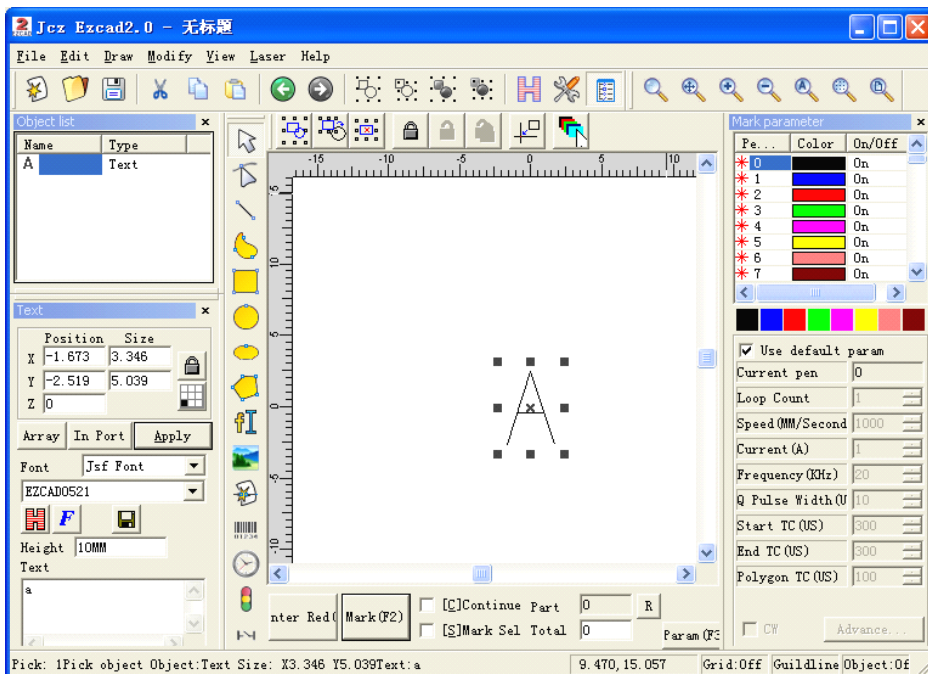 Jcz Ezcad2.0 - 无标题
File Edit Draw Modify View Laser Help
Object list
Name Type
A Text
Text
Position Size
X -1.673 3.346
Y -2.519 5.039
Z 0
Array In Port Apply
Font Jsf Font
EZCAD0521
F
Height 10MM
Text
a
01234
-15 -10 -5 0 5 10
-5
-10
nter Red( Mark(F2) [C]Continue Part 0 R
[S]Mark Sel Total 0 Param(F3
Mark parameter
Pe... Color On/Off
0 On
1 On
2 On
3 On
4 On
5 On
6 On
7 On
Use default param
Current pen 0
Loop Count 1
Speed(MM/Second 1000
Current(A) 1
Frequency(KHz) 20
Q Pulse Width(U 10
Start TC(US) 300
End TC(US) 300
Polygon TC(US) 100
CW Advance...
Pick: 1Pick object Object:Text Size: X3.346 Y5.039Text:a 9.470,15.057 Grid:Off Guildline Object:Of